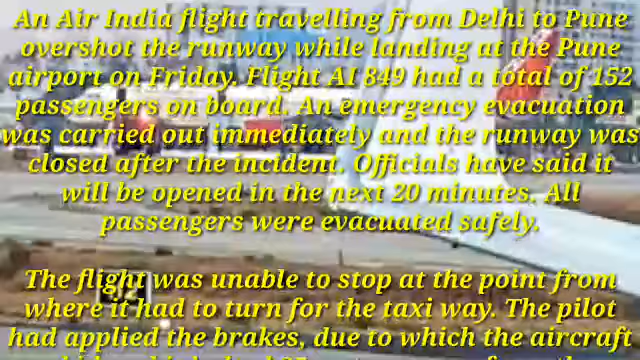 An Air India flight travelling from Delhi to Pune
overshot the runway while landing at the Pune
airport on Friday. Flight AI 849 had a total of 152
passengers on board. An emergency evacuation
was carried out immediately and the runway was
closed after the incident. Officials have said it
will be opened in the next 20 minutes. All
passengers were evacuated safely.
The flight was unable to stop at the point from
where it had to turn for the taxi way. The pilot
had applied the brakes, due to which the aircraft